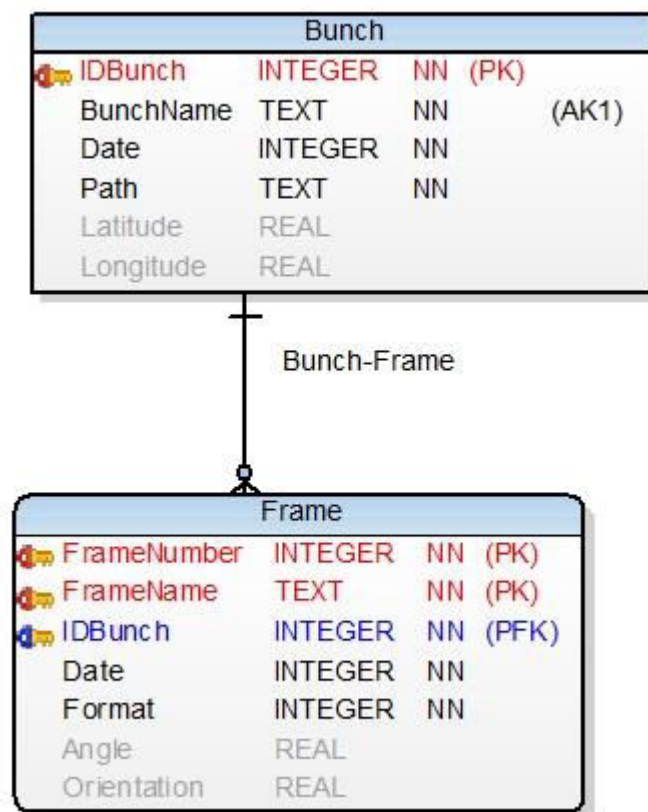 Bunch
IDBunch INTEGER NN (PK)
BunchName TEXT NN (AK1)
Date INTEGER NN
Path TEXT NN
Latitude REAL
Longitude REAL
Bunch-Frame
Frame
FrameNumber INTEGER NN (PK)
FrameName TEXT NN (PK)
IDBunch INTEGER NN (PFK)
Date INTEGER NN
Format INTEGER NN
Angle REAL
Orientation REAL